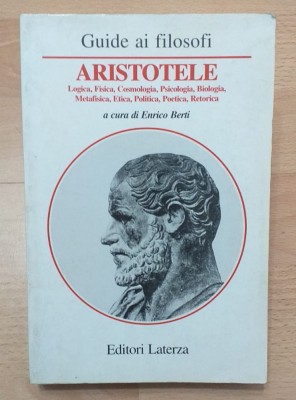 Guide ai filosofi
ARISTOTELE
Logica, Fisica, Cosmologia, Psicologia, Biologia,
Metafisica, Etica, Politica, Poetica, Retorica
a cura di Enrico Berti
Editori Laterza